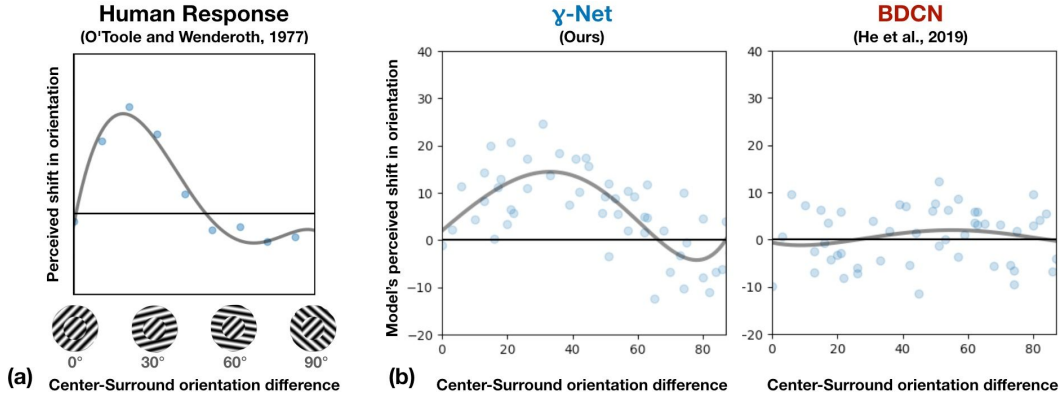 Human Response
(O'Toole and Wenderoth, 1977)
Perceived shift in orientation
0°
30°
60°
90°
(a)
Center-Surround orientation difference
ɣ-Net
(Ours)
Model's perceived shift in orientation
40
30
20
10
0
−10
−20
0
20
40
60
80
(b)
Center-Surround orientation difference
BDCN
(He et al., 2019)
40
30
20
10
0
−10
−20
0
20
40
60
80
Center-Surround orientation difference